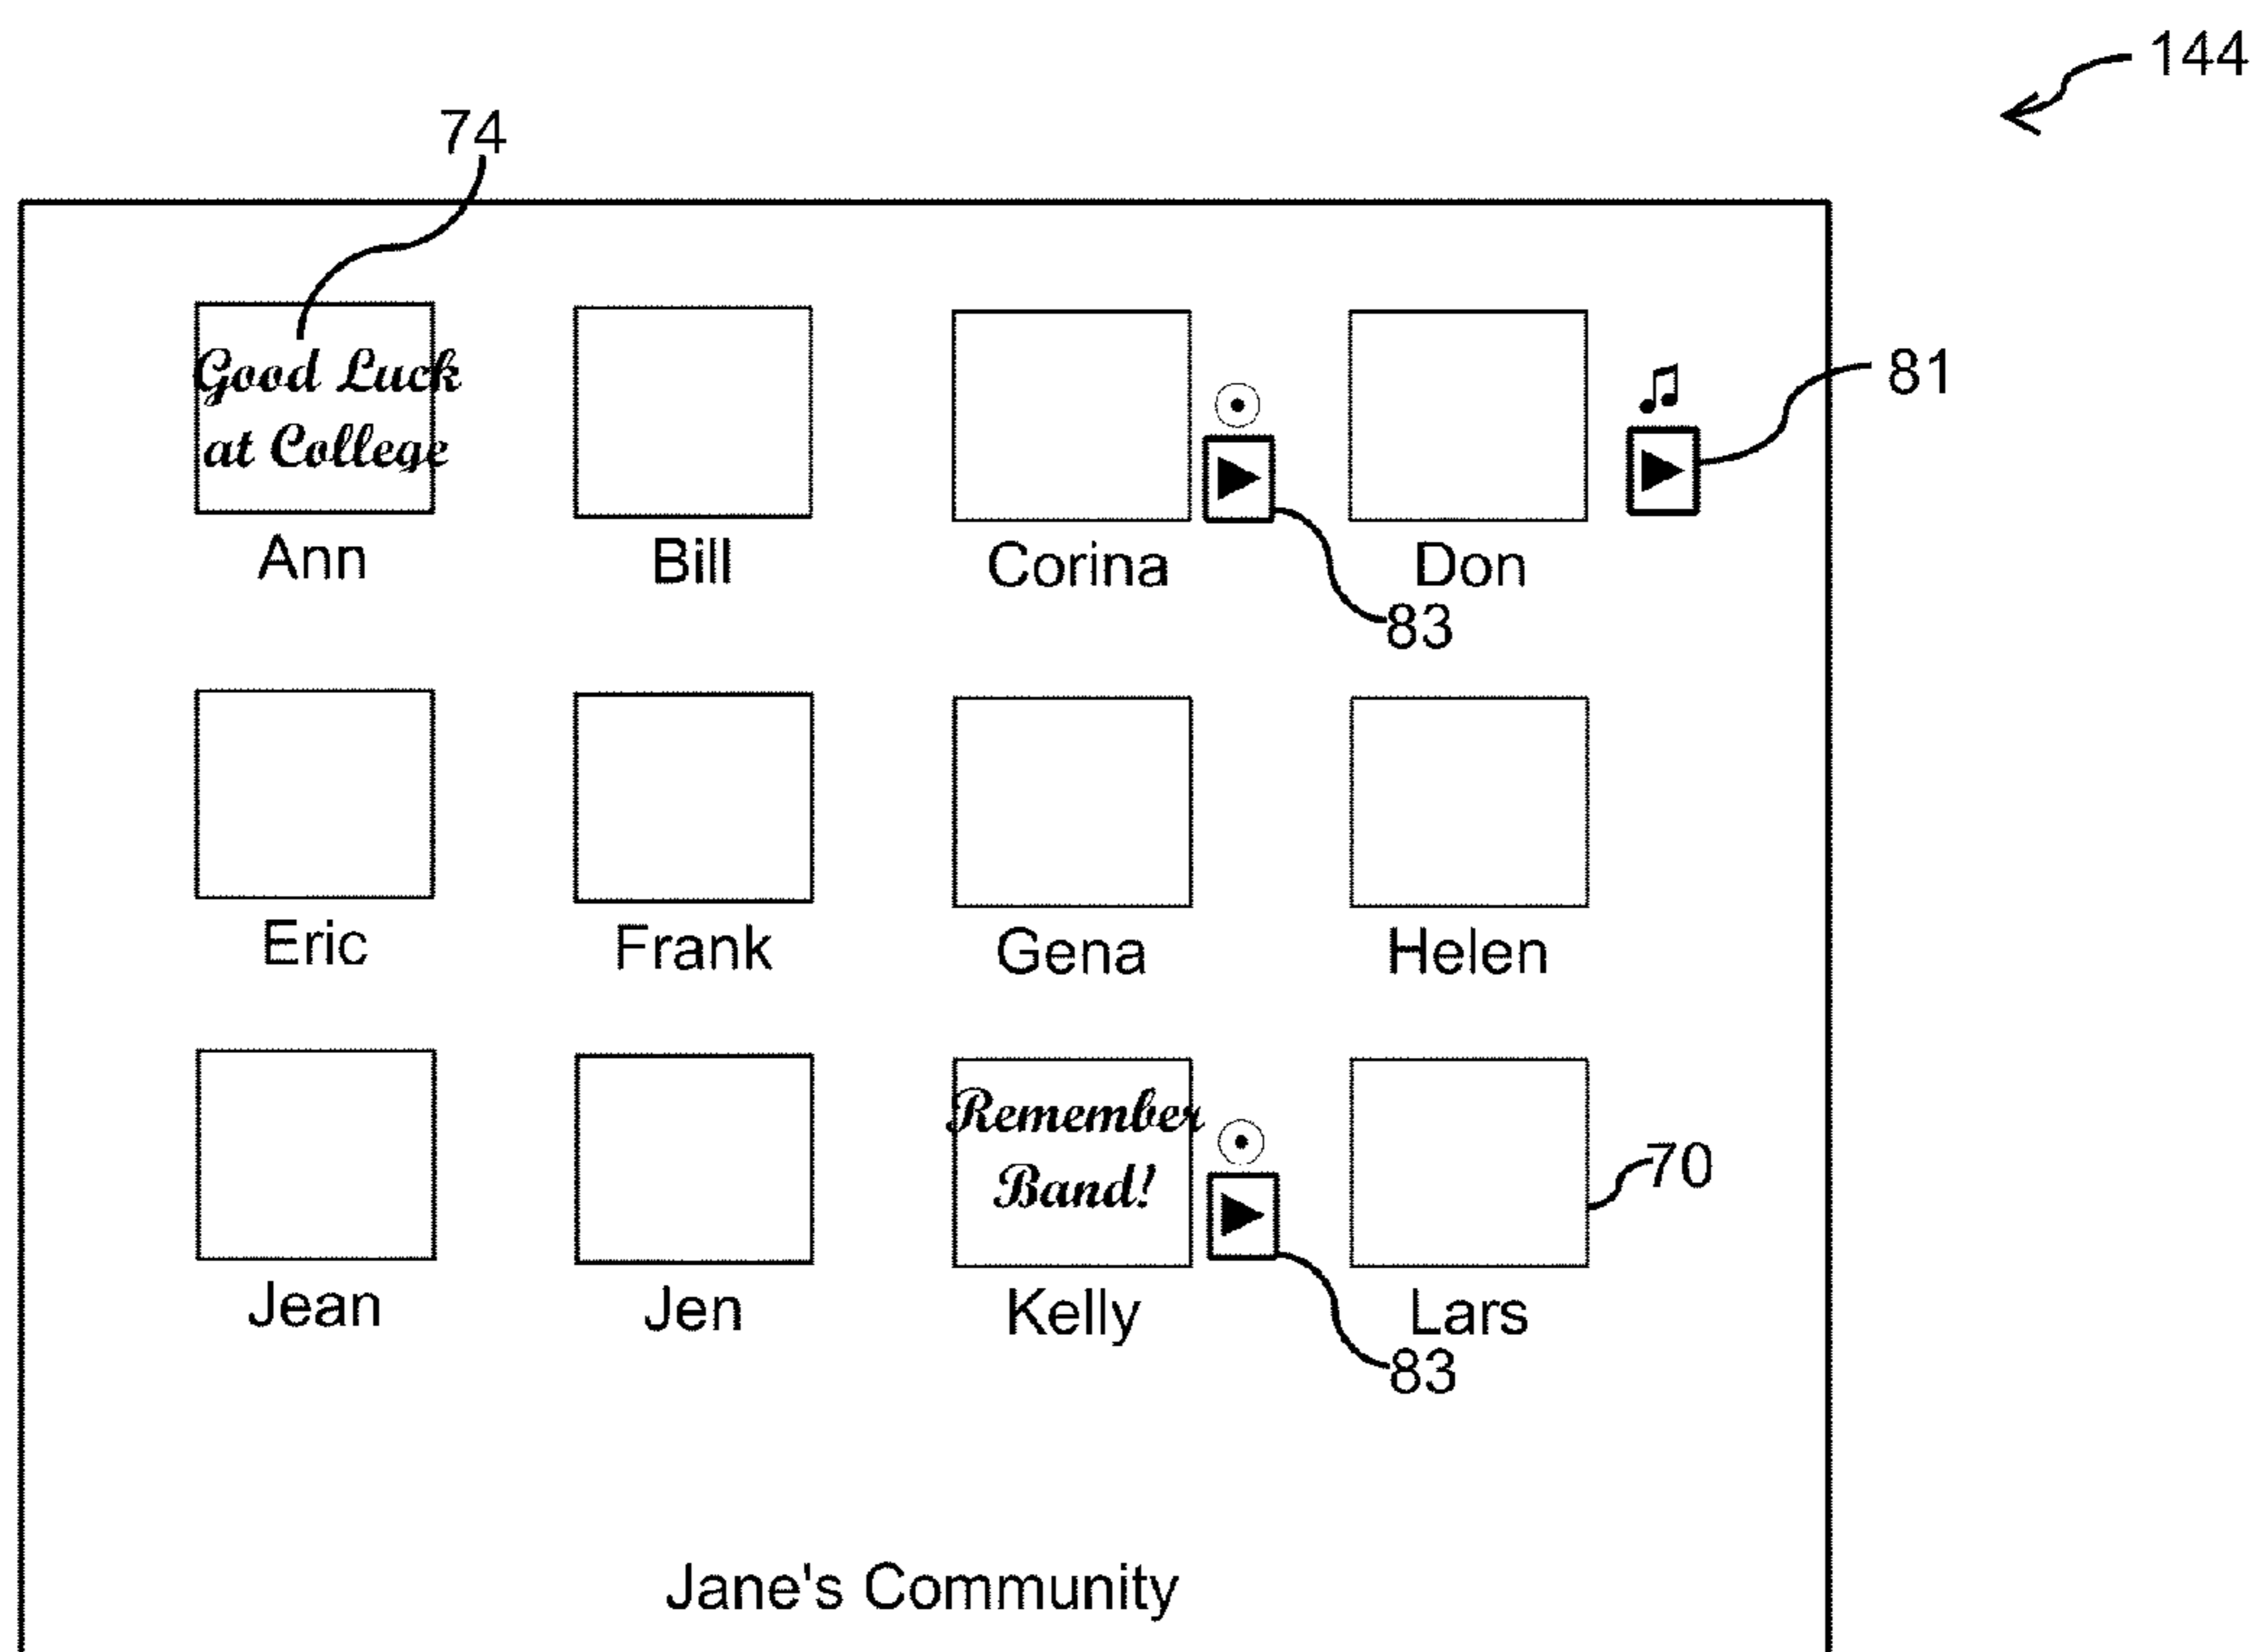 144
74
Good Luck
at College
81
Ann
Bill
Corina
Don
83
Eric
Frank
Gena
Helen
Remember
Band!
70
Jean
Jen
Kelly
Lars
83
Jane's Community